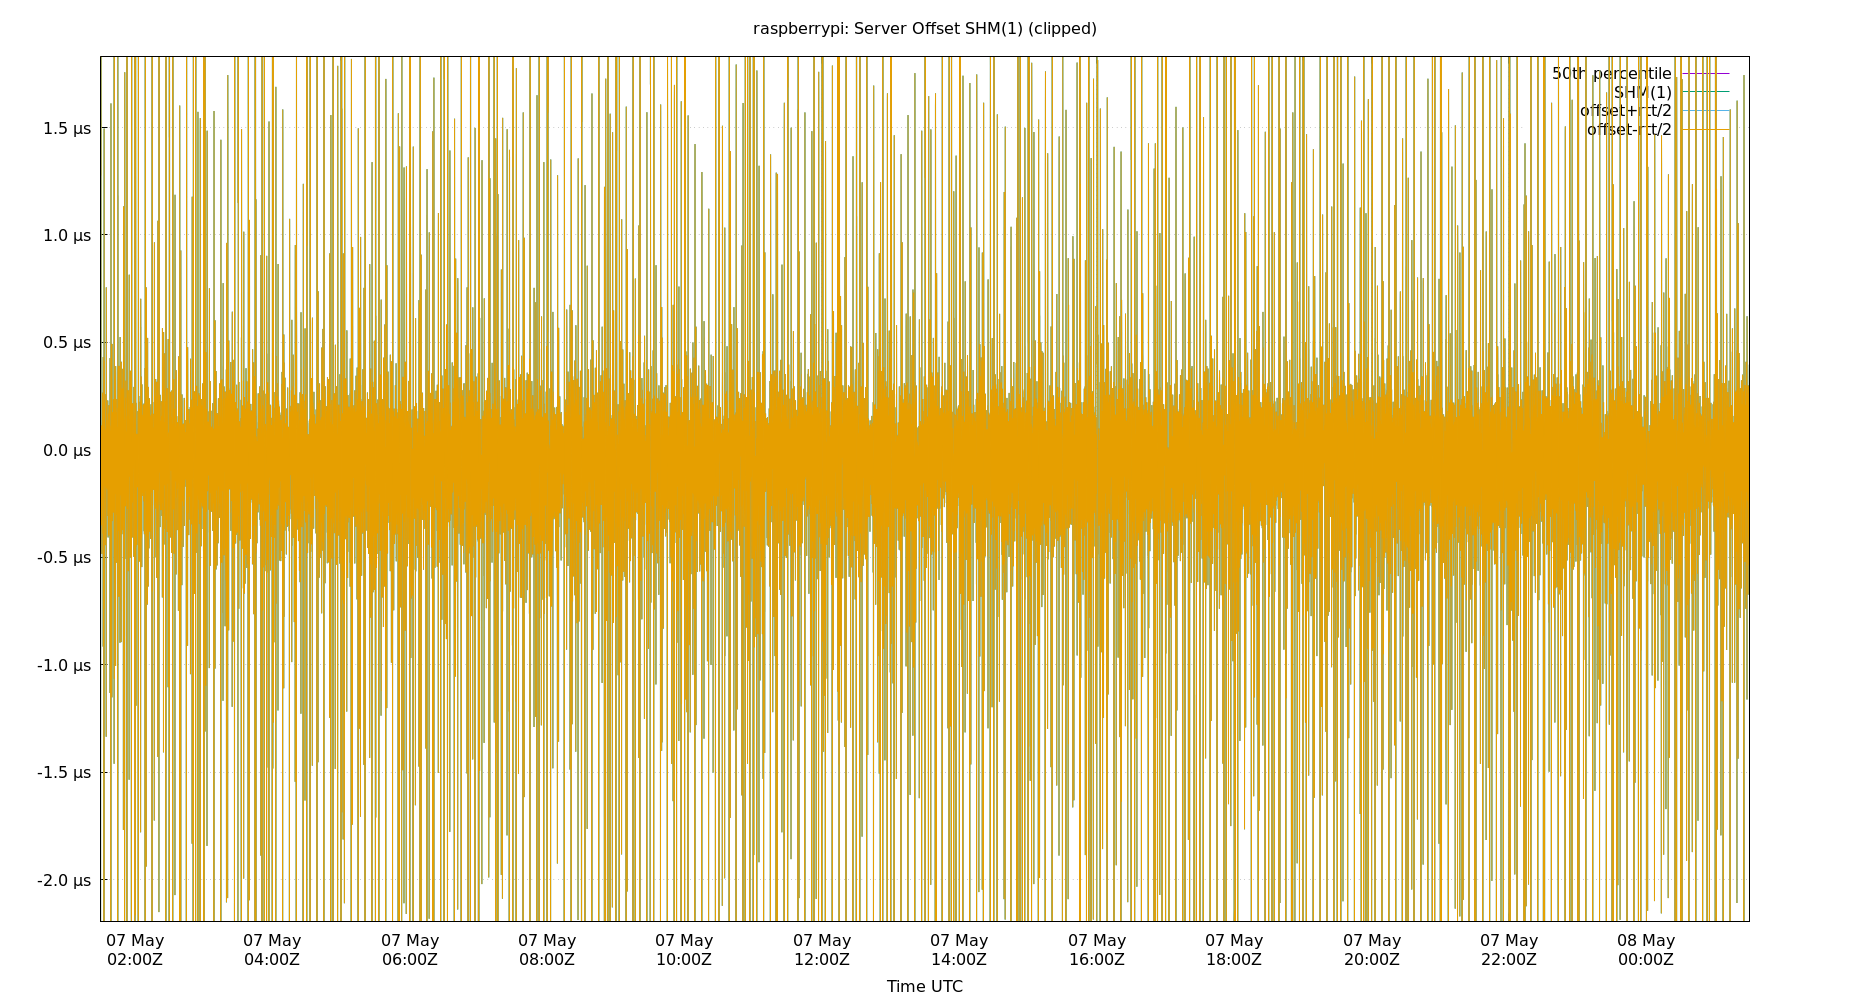 raspberrypi: Server Offset SHM(1) (clipped)
50th percentile
SHM(1)
offset+rtt/2
offset-rtt/2
1.5 µs
1.0 µs
0.5 µs
0.0 µs
-0.5 µs
-1.0 µs
-1.5 µs
-2.0 µs
07 May 07 May 07 May 07 May 07 May 07 May 07 May 07 May 07 May 07 May 07 May 08 May
02:00Z 04:00Z 06:00Z 08:00Z 10:00Z 12:00Z 14:00Z 16:00Z 18:00Z 20:00Z 22:00Z 00:00Z
Time UTC